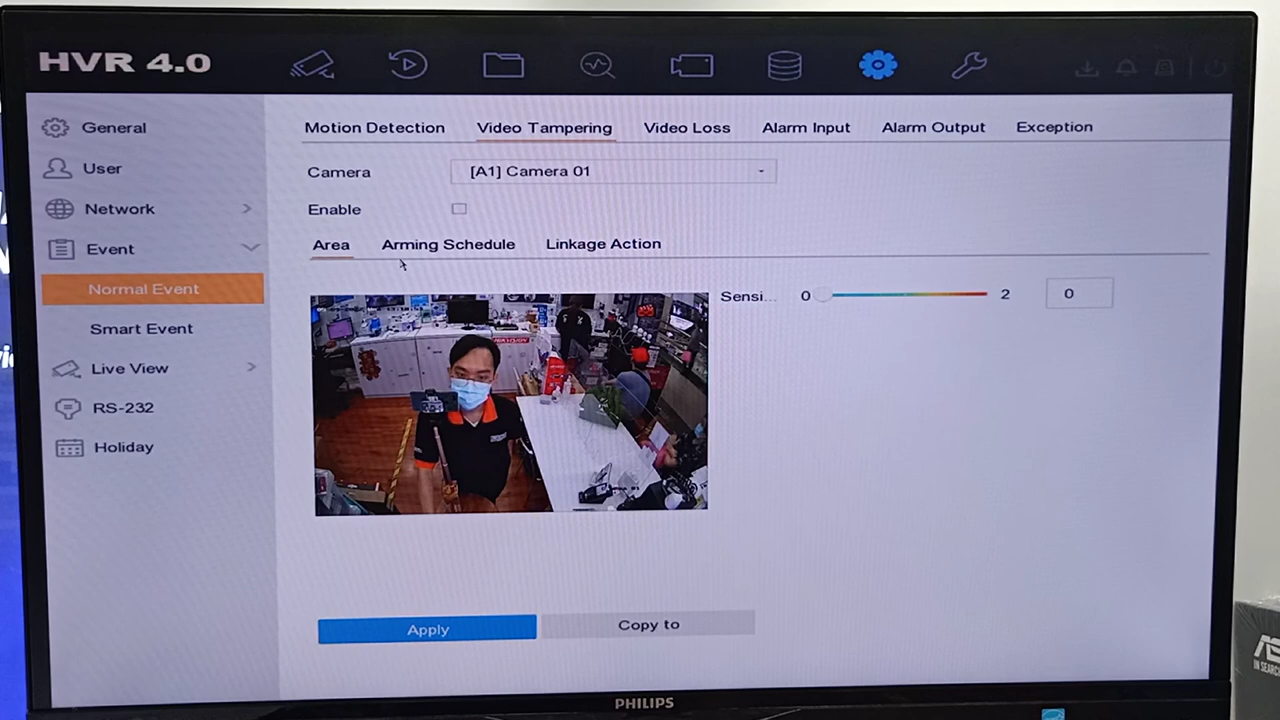 HVR 4.0
General
User
Network
Event
Normal Event
Smart Event
Live View
RS-232
Holiday
Motion Detection Video Tampering Video Loss Alarm Input Alarm Output Exception
Camera [A1] Camera 01
Enable
Area Arming Schedule Linkage Action
Sensi... 0 2 0
Apply Copy to
PHILIPS
IN SEARCH